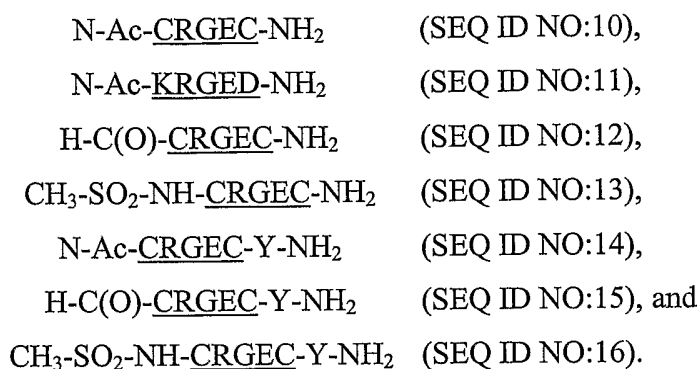 N-Ac-CRGEC-NH2 (SEQ ID NO:10),
N-Ac-KRGED-NH2 (SEQ ID NO:11),
H-C(O)-CRGEC-NH2 (SEQ ID NO:12),
CH3-SO2-NH-CRGEC-NH2 (SEQ ID NO:13),
N-Ac-CRGEC-Y-NH2 (SEQ ID NO:14),
H-C(O)-CRGEC-Y-NH2 (SEQ ID NO:15), and
CH3-SO2-NH-CRGEC-Y-NH2 (SEQ ID NO:16).